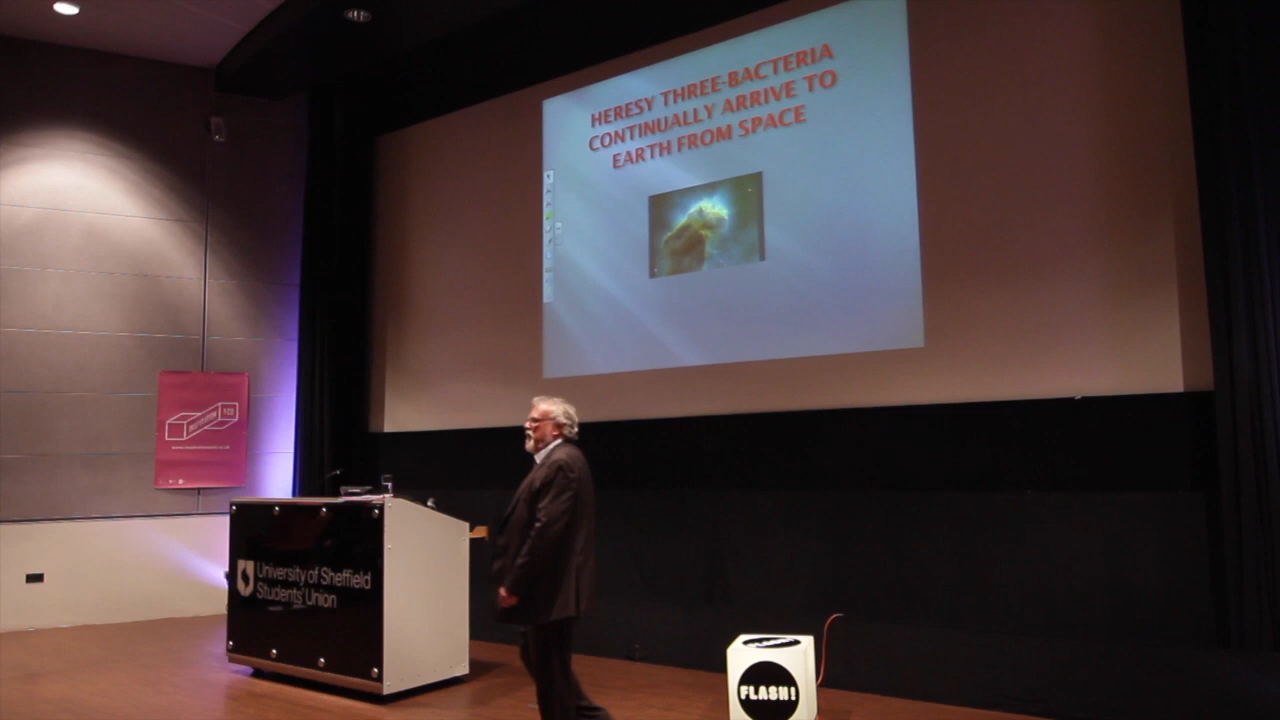 HERESY THREE-BACTERIA
CONTINUALLY ARRIVE TO
EARTH FROM SPACE
University of Sheffield
Students' Union
FLASH!